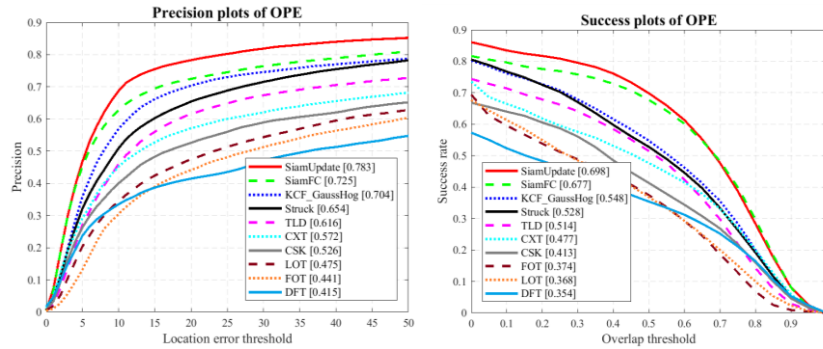 Precision plots of OPE
0.9
0.8
0.7
0.6
0.5
0.4
0.3
0.2
0.1
0
Precision
SiamUpdate [0.783]
SiamFC [0.725]
KCF_GaussHog [0.704]
Struck [0.654]
TLD [0.616]
CXT [0.572]
CSK [0.526]
LOT [0.475]
FOT [0.441]
DFT [0.415]
0 5 10 15 20 25 30 35 40 45 50
Location error threshold
Success plots of OPE
0.9
0.8
0.7
0.6
0.5
0.4
0.3
0.2
0.1
0
Success rate
SiamUpdate [0.698]
SiamFC [0.677]
KCF_GaussHog [0.548]
Struck [0.528]
TLD [0.514]
CXT [0.477]
CSK [0.413]
FOT [0.374]
LOT [0.368]
DFT [0.354]
0 0.1 0.2 0.3 0.4 0.5 0.6 0.7 0.8 0.9
Overlap threshold